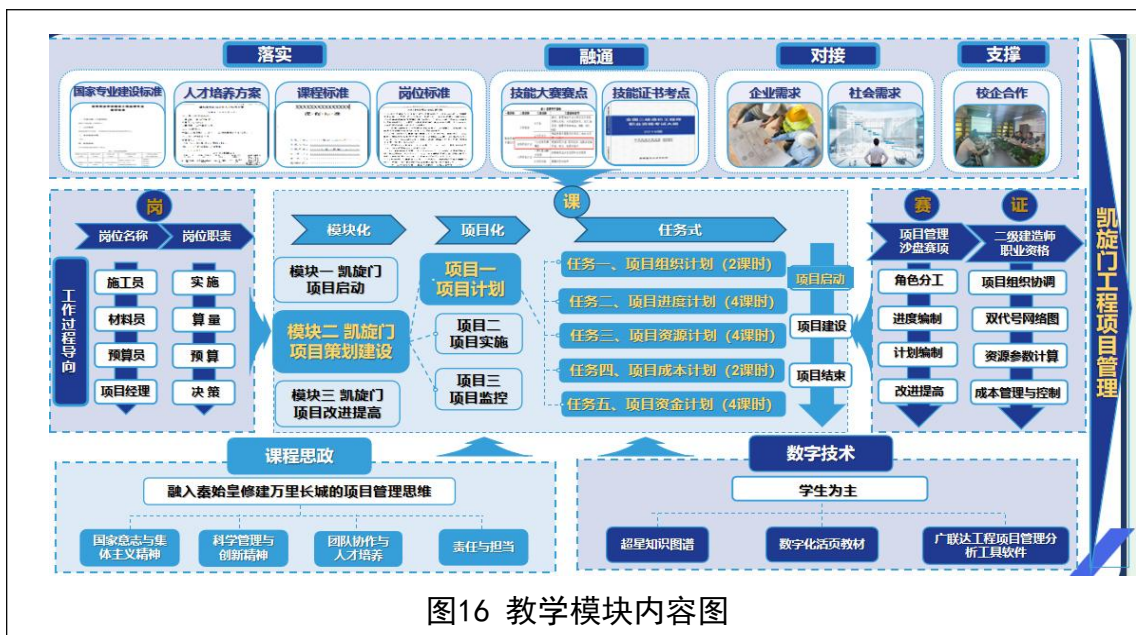 落实
融通
对接
支撑
国家专业建设标准
人才培养方案
课程标准
岗位标准
技能大赛赛点
技能证书考点
企业需求
社会需求
校企合作
岗
岗位名称
岗位职责
工作过程导向
施工员
实施
材料员
算量
预算员
预算
项目经理
决策
课
模块化
项目化
任务式
模块一 凯旋门
项目启动
模块二 凯旋门
项目策划建设
模块三 凯旋门
项目改进提高
项目一
项目计划
项目二
项目实施
项目三
项目监控
任务一、项目组织计划（2课时）
任务二、项目进度计划（4课时）
任务三、项目资源计划（4课时）
任务四、项目成本计划（2课时）
任务五、项目资金计划（4课时）
项目启动
项目建设
项目结束
赛
证
项目管理
沙盘赛项
二级建造师
职业资格
角色分工
项目组织协调
进度编制
双代号网络图
计划编制
资源参数计算
改进提高
成本管理与控制
凯旋门工程项目管理
课程思政
融入秦始皇修建万里长城的项目管理思维
国家意志与集
体主义精神
科学管理与
创新精神
团队协作与
人才培养
责任与担当
数字技术
学生为主
超星知识图谱
数字化活页教材
广联达工程项目管理分
析工具软件
图16 教学模块内容图